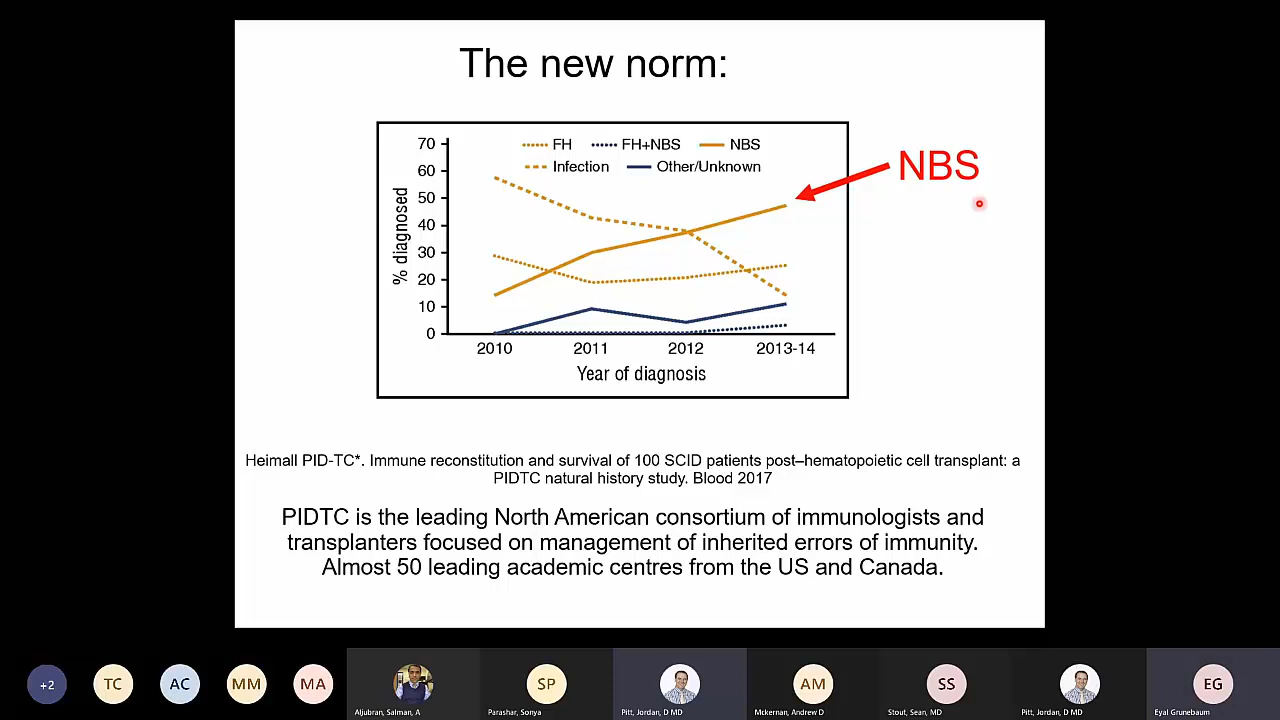 The new norm:
FH FH+NBS NBS
Infection Other/Unknown
NBS
70
60
50
40
30
20
10
0
% diagnosed
2010 2011 2012 2013-14
Year of diagnosis
Heimall PID-TC*. Immune reconstitution and survival of 100 SCID patients post–hematopoietic cell transplant: a
PIDTC natural history study. Blood 2017
PIDTC is the leading North American consortium of immunologists and
transplanters focused on management of inherited errors of immunity.
Almost 50 leading academic centres from the US and Canada.
+2 TC AC MM MA SP AM SS EG
Aljubran, Salman, A Parashar, Sonya Pitt, Jordan, D MD Mckernan, Andrew D Stout, Sean, MD Pitt, Jordan, D MD Eyal Grunebaum